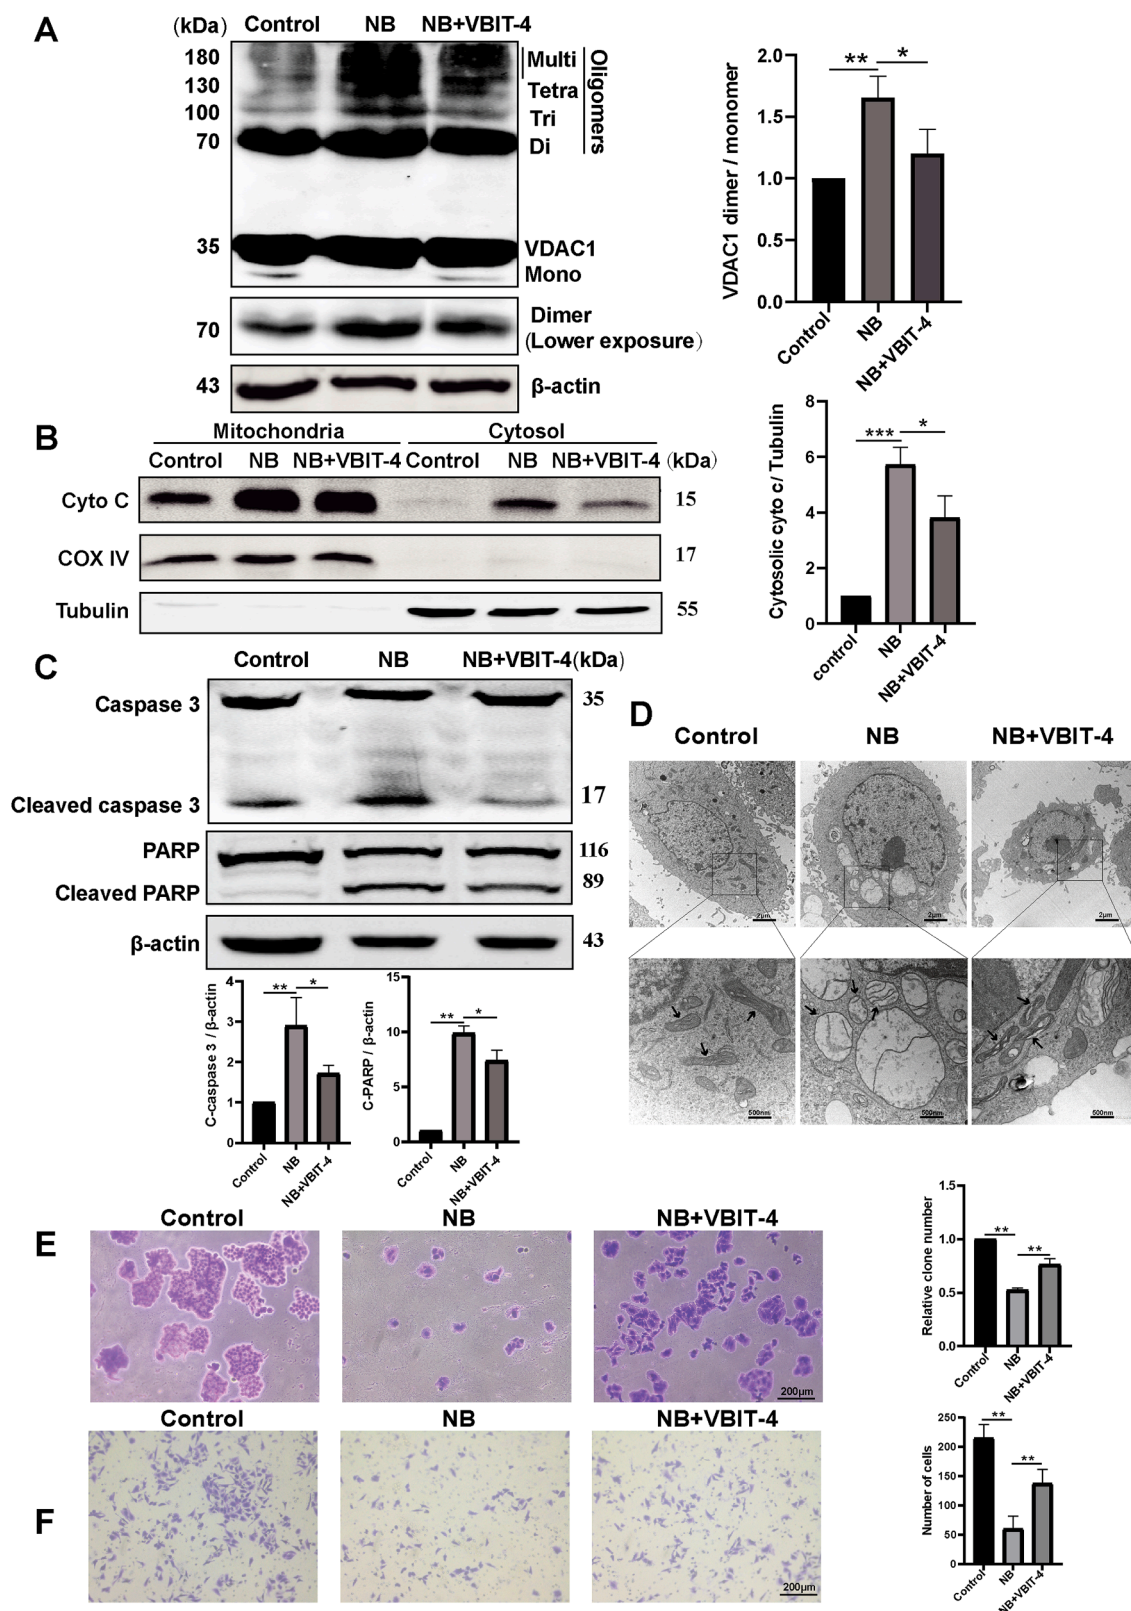 A
(kDa)
Control
NB
NB+VBIT-4
180
130
100
70
35
Multi
Tetra
Tri
Di
Oligomers
VDAC1
Mono
70
Dimer
(Lower exposure)
43
β-actin
VDAC1 dimer / monomer
2.0
1.5
1.0
0.5
0.0
**
*
Control
NB
NB+VBIT-4
B
Mitochondria
Cytosol
Control
NB
NB+VBIT-4
Control
NB
NB+VBIT-4
(kDa)
Cyto C
15
COX IV
17
Tubulin
55
Cytosolic cyto c/ Tubulin
8
6
4
2
0
***
*
control
NB
NB+VBIT-4
C
Control
NB
NB+VBIT-4(kDa)
Caspase 3
35
Cleaved caspase 3
17
PARP
116
Cleaved PARP
89
β-actin
43
C-caspase 3 / β-actin
4
3
2
1
0
**
*
Control
NB
NB+VBIT-4
C-PARP / β-actin
15
10
5
0
**
*
Control
NB
NB+VBIT-4
D
Control
NB
NB+VBIT-4
2μm
2μm
2μm
500nm
500nm
500nm
E
Control
NB
NB+VBIT-4
200μm
Relative clone number
1.5
1.0
0.5
0.0
**
**
Control
NB
NB+VBIT-4
F
Control
NB
NB+VBIT-4
200μm
Number of cells
250
200
150
100
50
0
**
**
Control
NB
NB+VBIT-4